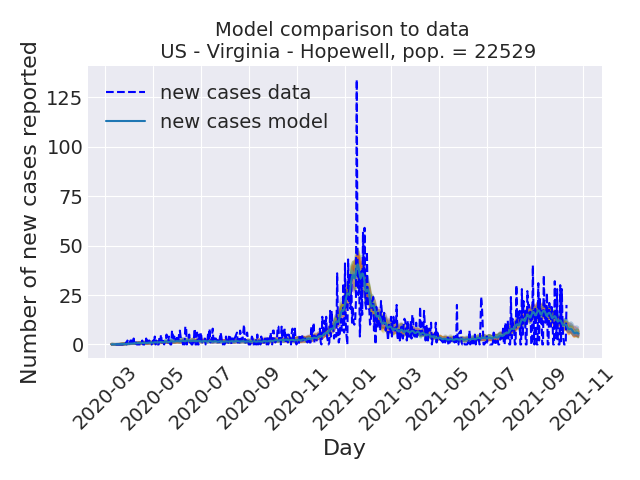 Model comparison to data
US - Virginia - Hopewell, pop. = 22529
new cases data
new cases model
Number of new cases reported
125
100
75
50
25
0
2020-03
2020-05
2020-07
2020-09
2020-11
2021-01
2021-03
2021-05
2021-07
2021-09
2021-11
Day